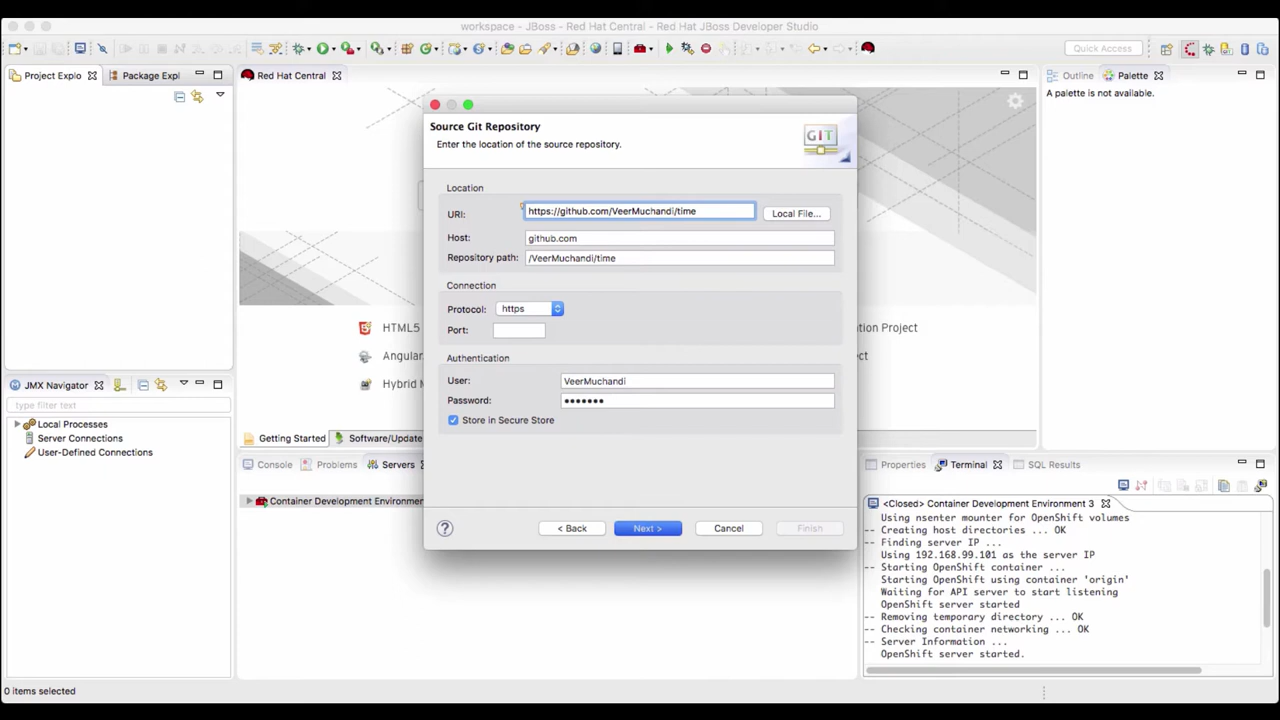 workspace - JBoss - Red Hat Central - Red Hat JBoss Developer Studio
Quick Access
Project Explo
Package Expl
Red Hat Central
Outline
Palette
A palette is not available.
Source Git Repository
Enter the location of the source repository.
GIT
Location
URI:
https://github.com/VeerMuchandi/time
Local File...
Host:
github.com
Repository path:
/VeerMuchandi/time
Connection
Protocol:
https
Port:
Authentication
User:
VeerMuchandi
Password:
•••••••
Store in Secure Store
< Back
Next >
Cancel
Finish
HTML5
Angular
Hybrid M
ation Project
ct
Getting Started
Software/Update
JMX Navigator
type filter text
Local Processes
Server Connections
User-Defined Connections
Console
Problems
Servers
Container Development Environmen
Properties
Terminal
SQL Results
<Closed> Container Development Environment 3
Using nsenter mounter for OpenShift volumes
-- Creating host directories ... OK
-- Finding server IP ...
Using 192.168.99.101 as the server IP
-- Starting OpenShift container ...
Starting OpenShift using container 'origin'
Waiting for API server to start listening
OpenShift server started
-- Removing temporary directory ... OK
-- Checking container networking ... OK
-- Server Information ...
OpenShift server started.
0 items selected